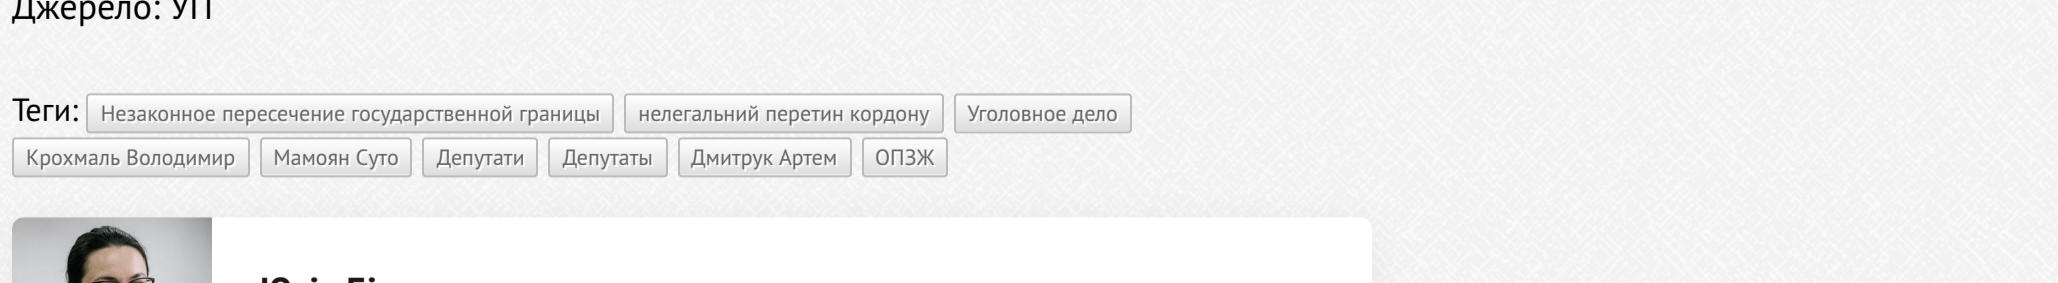 Джерело: УП
Теги: Незаконное пересечение государственной границы нелегальний перетин кордону Уголовное дело
Крохмаль Володимир Мамоян Суто Депутати Депутаты Дмитрук Артем ОПЗЖ